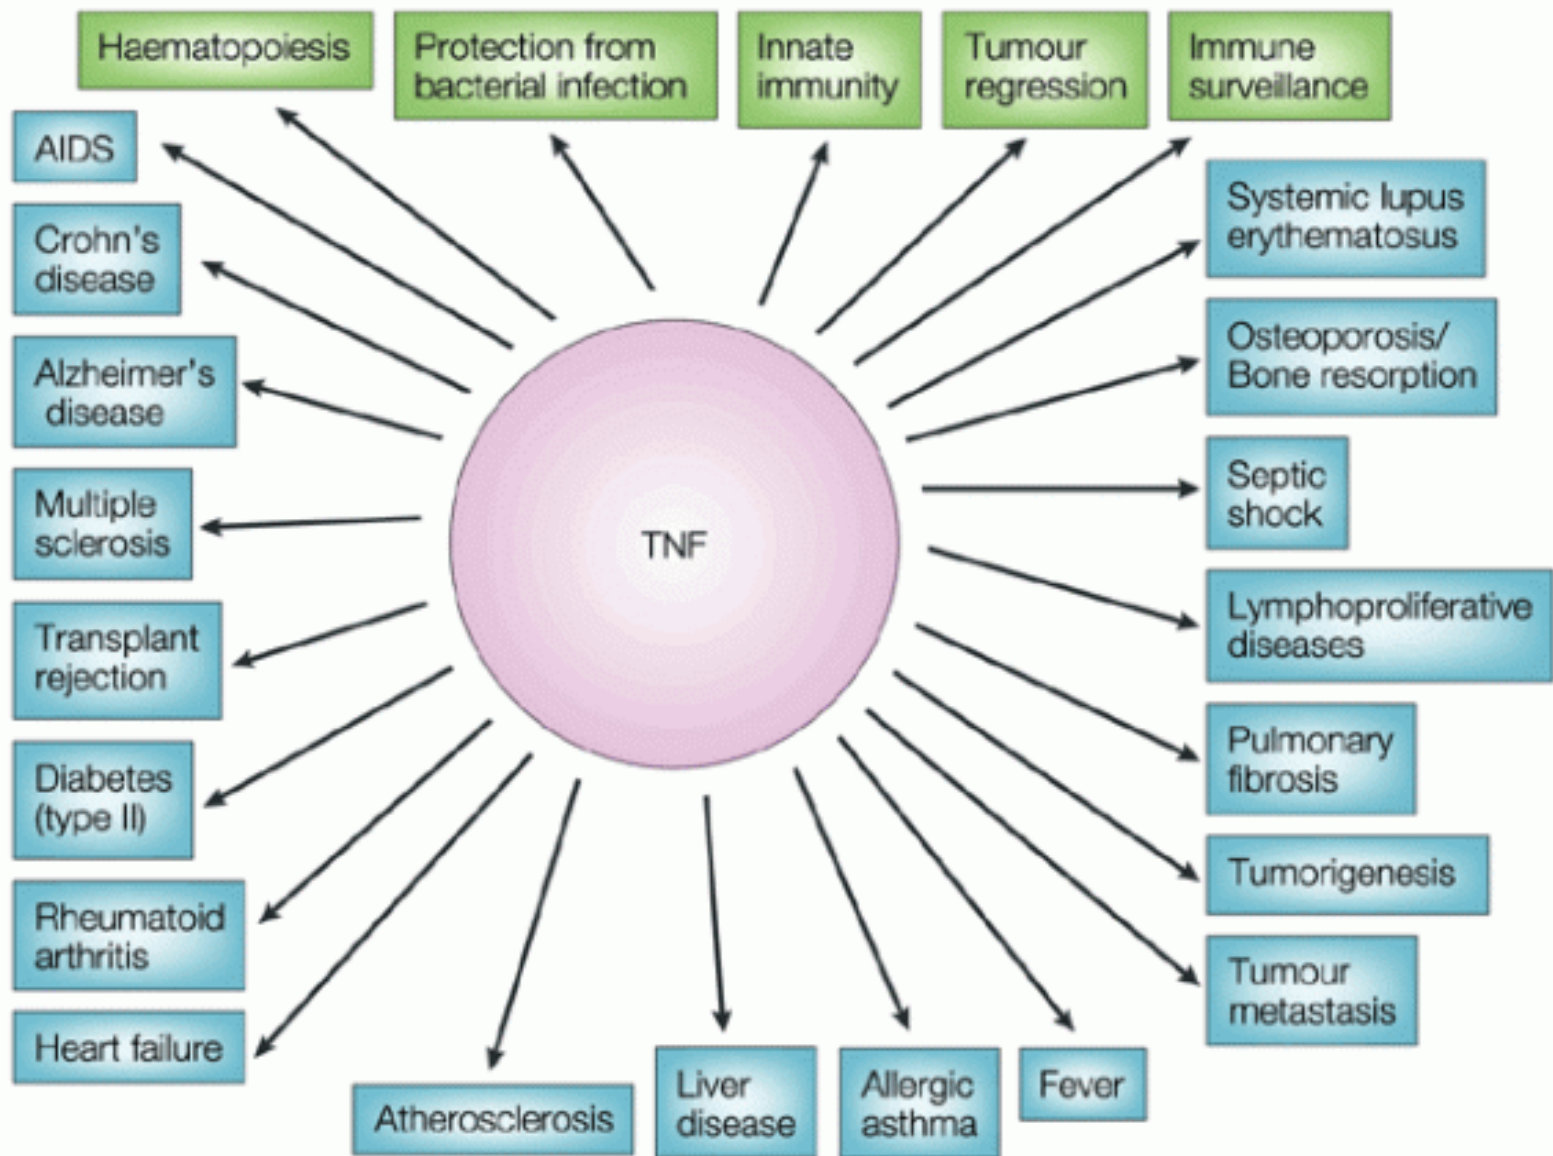 Haematopoiesis
Protection from
bacterial infection
Innate
immunity
Tumour
regression
Immune
surveillance
AIDS
Crohn's
disease
Alzheimer's
disease
Multiple
sclerosis
Transplant
rejection
Diabetes
(type II)
Rheumatoid
arthritis
Heart failure
TNF
Systemic lupus
erythematosus
Osteoporosis/
Bone resorption
Septic
shock
Lymphoproliferative
diseases
Pulmonary
fibrosis
Tumorigenesis
Tumour
metastasis
Atherosclerosis
Liver
disease
Allergic
asthma
Fever